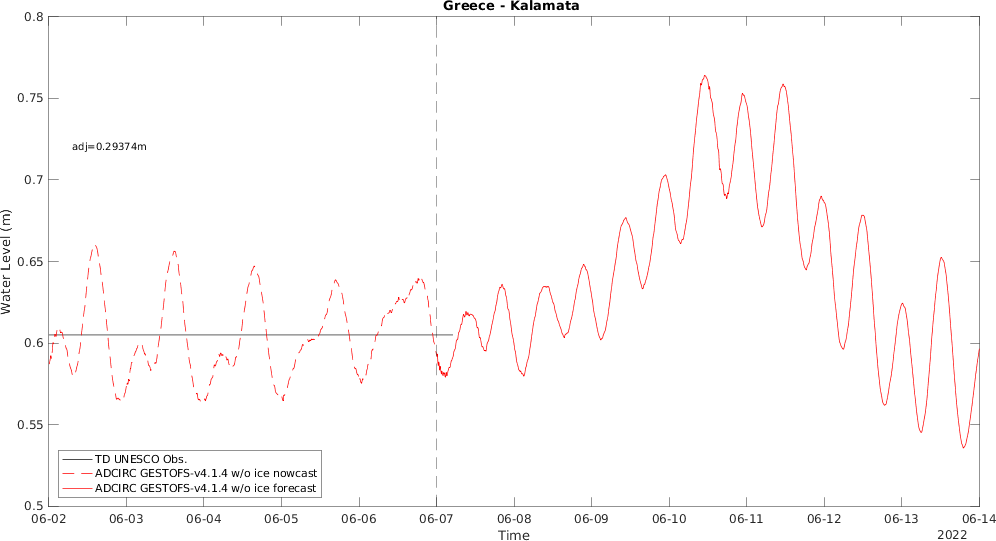 Greece - Kalamata
0.8
0.75
0.7
0.65
0.6
0.55
0.5
Water Level (m)
adj=0.29374m
TD UNESCO Obs.
ADCIRC GESTOFS-v4.1.4 w/o ice nowcast
ADCIRC GESTOFS-v4.1.4 w/o ice forecast
06-02 06-03 06-04 06-05 06-06 06-07 06-08 06-09 06-10 06-11 06-12 06-13 06-14
Time
2022